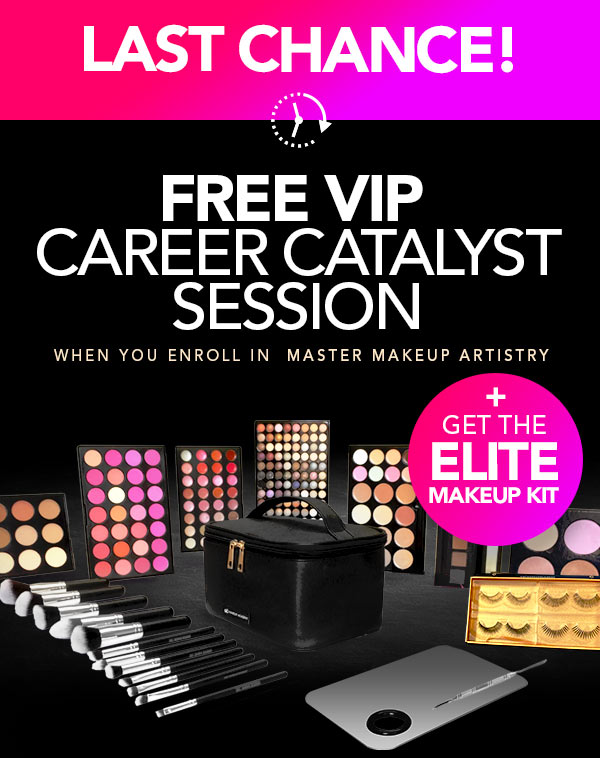 LAST CHANCE!
FREE VIP
CAREER CATALYST
SESSION
WHEN YOU ENROLL IN MASTER MAKEUP ARTISTRY
+
GET THE
ELITE
MAKEUP KIT